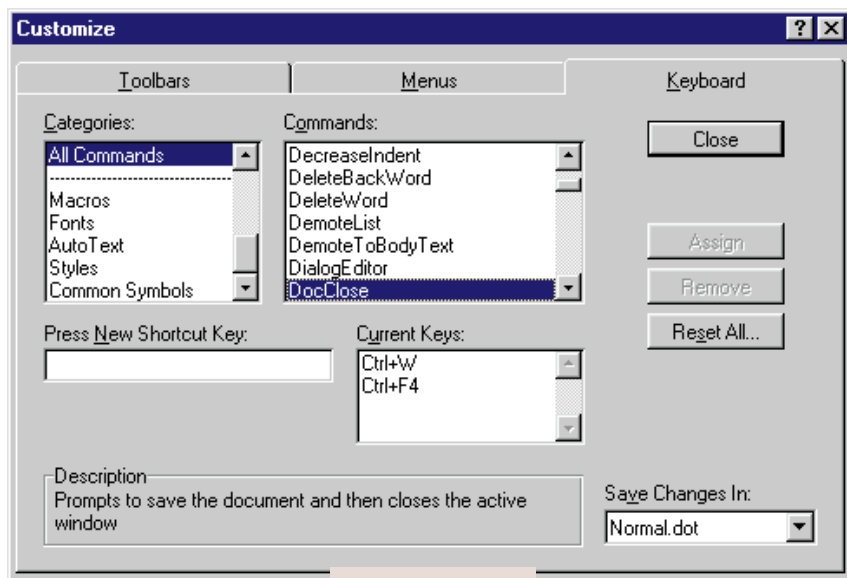 Customize
Toolbars
Menus
Keyboard
Categories:
All Commands
Macros
Fonts
AutoText
Styles
Common Symbols
Commands:
DecreaseIndent
DeleteBackWord
DeleteWord
DemoteList
DemoteToBodyText
DialogEditor
DocClose
Close
Assign
Remove
Reset All...
Press New Shortcut Key:
Current Keys:
Ctrl+W
Ctrl+F4
Description
Prompts to save the document and then closes the active
window
Save Changes In:
Normal.dot